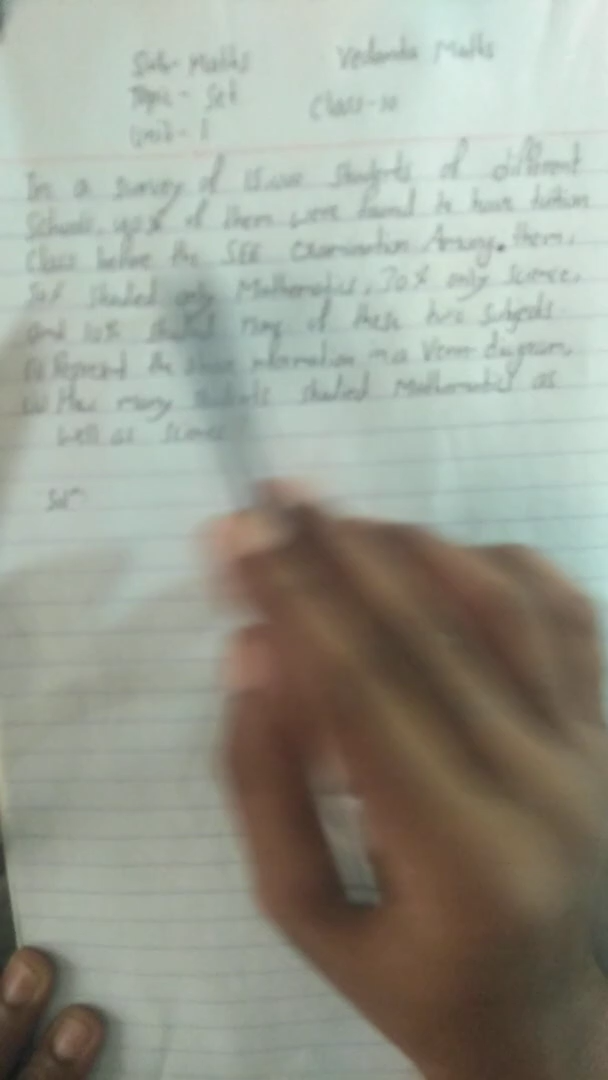 Sub- Maths Vedanta Maths
Topic - Set Class-10
Unit- 1
In a survey of students of different
Schools, of them were found to have tuition
Class before the SEE Examination. Among them,
studied only Mathematics, 30% only Science,
and 10% studied of these two subjects.
Represent the above information in a Venn-diagram.
How many students studied Mathematics as
well as Science
Solⁿ